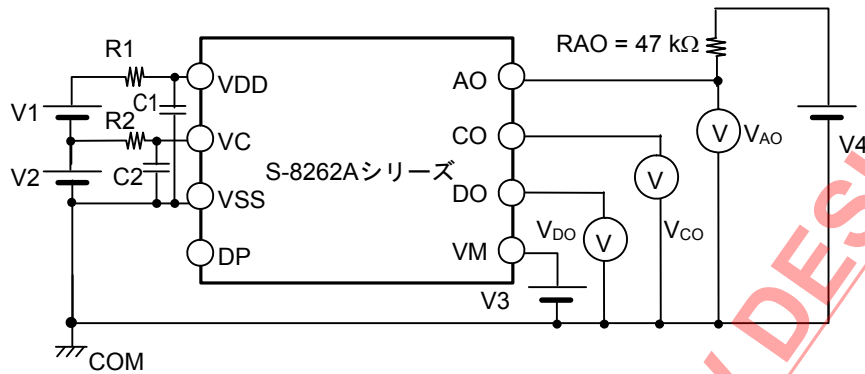 RAO = 47 kΩ
R1
VDD
AO
C1
V1
R2
V
VAO
V4
VC
CO
V2
C2
S-8262Aシリーズ
V
VSS
DO
VDO
V
VCO
DP
VM
V3
COM